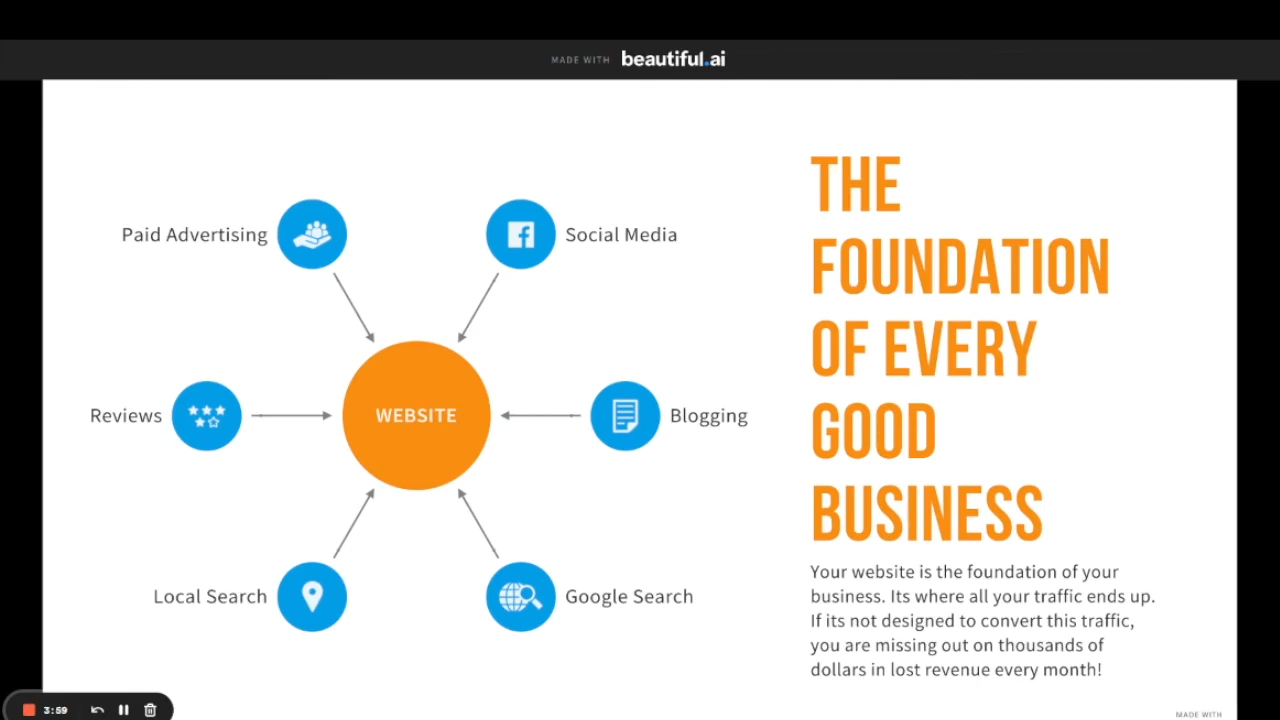 MADE WITH beautiful.ai
Paid Advertising
Social Media
Reviews
WEBSITE
Blogging
Local Search
Google Search
THE
FOUNDATION
OF EVERY
GOOD
BUSINESS
Your website is the foundation of your
business. Its where all your traffic ends up.
If its not designed to convert this traffic,
you are missing out on thousands of
dollars in lost revenue every month!
3:59
MADE WITH